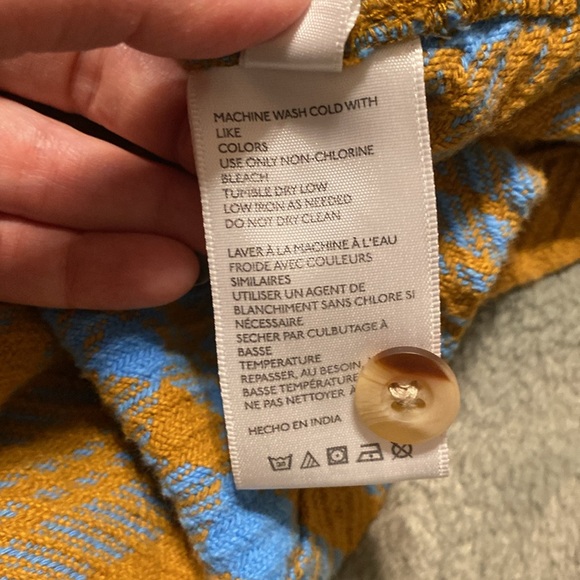 MACHINE WASH COLD WITH
LIKE
COLORS
USE ONLY NON-CHLORINE
BLEACH
TUMBLE DRY LOW
LOW IRON AS NEEDED
DO NOT DRY CLEAN
LAVER À LA MACHINE À L'EAU
FROIDE AVEC COULEURS
SIMILAIRES
UTILISER UN AGENT DE
BLANCHIMENT SANS CHLORE SI
NÉCESSAIRE
SECHER PAR CULBUTAGE À
BASSE
TEMPERATURE
REPASSER, AU BESOIN,
BASSE TEMPÉRATURE
NE PAS NETTOYER À
HECHO EN INDIA